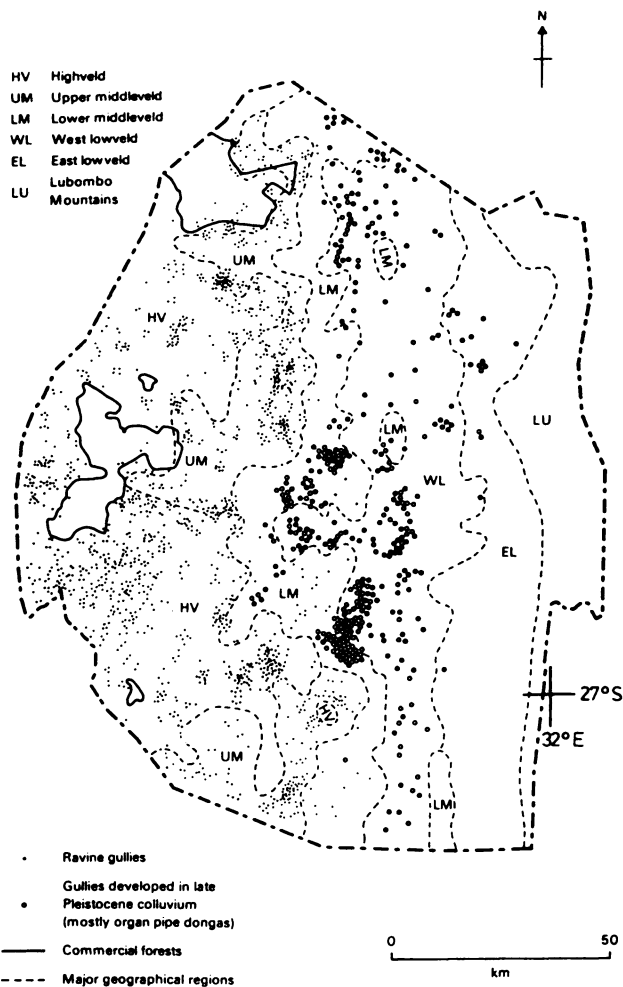 N
HV Highveld
UM Upper middleveld
LM Lower middleveld
WL West lowveld
EL East lowveld
LU Lubombo
Mountains
UM
LM
LM
HV
LU
LM
UM
WL
EL
LM
HV
27°S
HV
32°E
UM
LM
Ravine gullies
Gullies developed in late
Pleistocene colluvium
(mostly organ pipe dongas)
Commercial forests
Major geographical regions
0 50
km